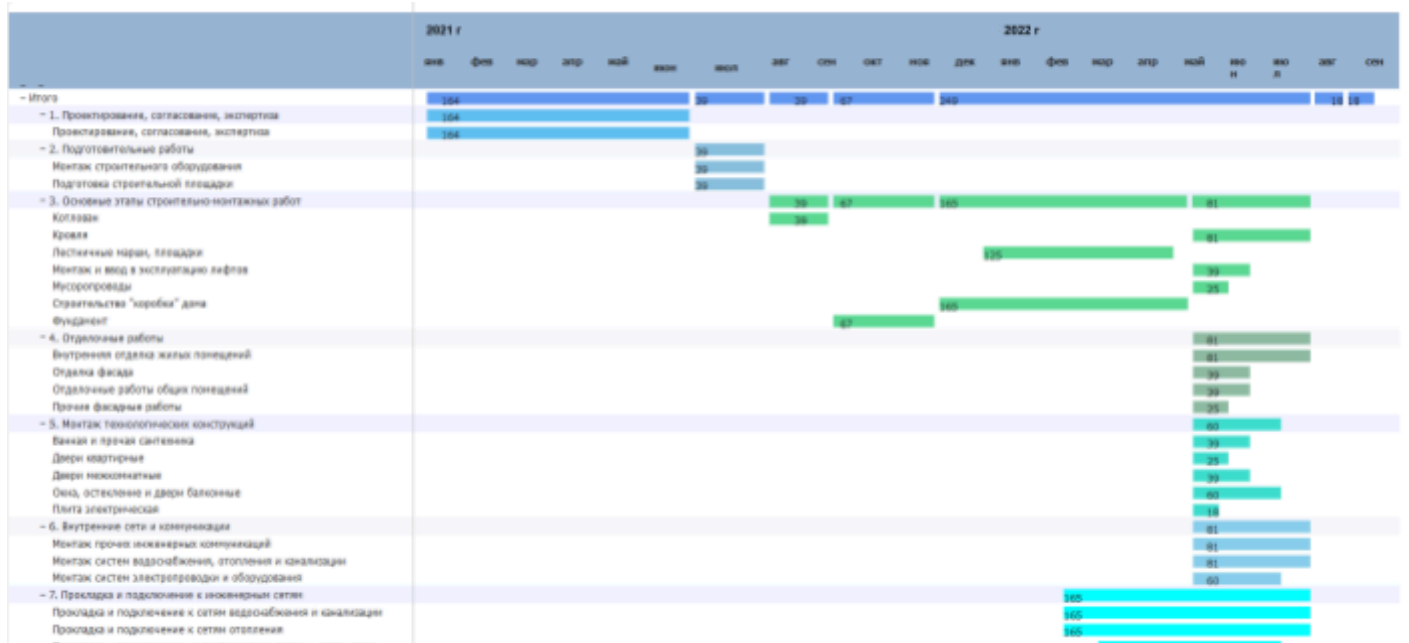 2021 г 2022 г
янв фев мар апр май июн июл авг сен окт ноя дек янв фев мар апр май ию н ию л авг сен
− Итого 164 39 39 67 249 18 18
− 1. Проектирование, согласование, экспертиза 164
Проектирование, согласование, экспертиза 164
− 2. Подготовительные работы 39
Монтаж строительного оборудования 39
Подготовка строительной площадки 39
− 3. Основные этапы строительно-монтажных работ 39 67 165 81
Котлован 39
Кровля 81
Лестничные марши, площадки 125
Монтаж и ввод в эксплуатацию лифтов 39
Мусоропроводы 25
Строительство "коробки" дома 165
Фундамент 67
− 4. Отделочные работы 81
Внутренняя отделка жилых помещений 81
Отделка фасада 39
Отделочные работы общих помещений 39
Прочие фасадные работы 25
− 5. Монтаж технологических конструкций 60
Ванная и прочая сантехника 39
Двери квартирные 25
Двери межкомнатные 39
Окна, остекление и двери балконные 60
Плита электрическая 18
− 6. Внутренние сети и коммуникации 81
Монтаж прочих инженерных коммуникаций 81
Монтаж систем водоснабжения, отопления и канализации 81
Монтаж систем электропроводки и оборудования 60
− 7. Прокладка и подключение к инженерным сетям 165
Прокладка и подключение к сетям водоснабжения и канализации 165
Прокладка и подключение к сетям отопления 165